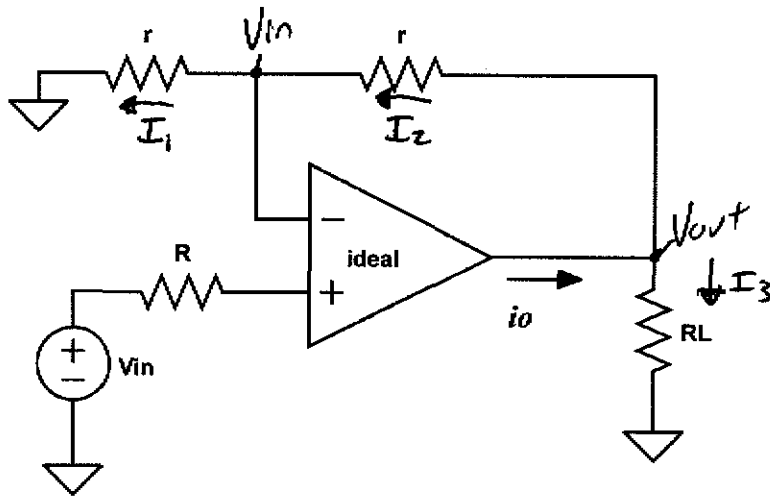 r Vin r
I1 I2
− ideal
R
+
Vout
io
I3
RL
+
− Vin